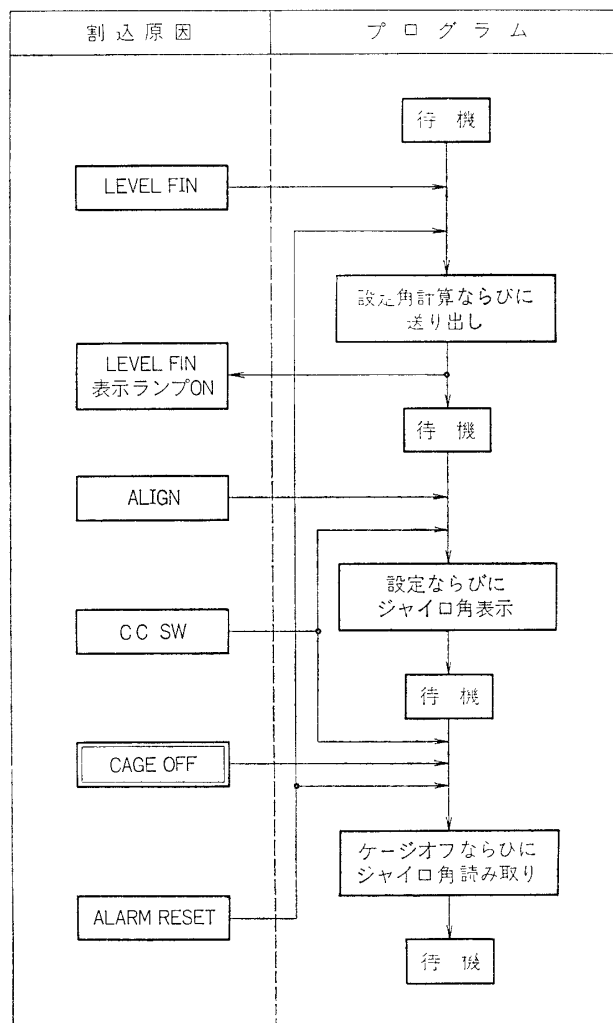 割込原因
プログラム
待機
LEVEL FIN
設定角計算ならびに
送り出し
LEVEL FIN
表示ランプON
待機
ALIGN
設定ならびに
ジャイロ角表示
CC SW
待機
CAGE OFF
ケージオフならひに
ジャイロ角読み取り
ALARM RESET
待機